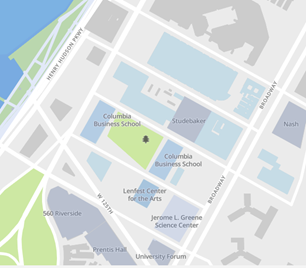 HENRY HUDSON PKWY
BROADWAY
Columbia
Business School
Studebaker
Nash
Columbia
Business School
Lenfest Center
for the Arts
W 125TH
BROADWAY
560 Riverside
Jerome L. Greene
Science Center
Prentis Hall
University Forum